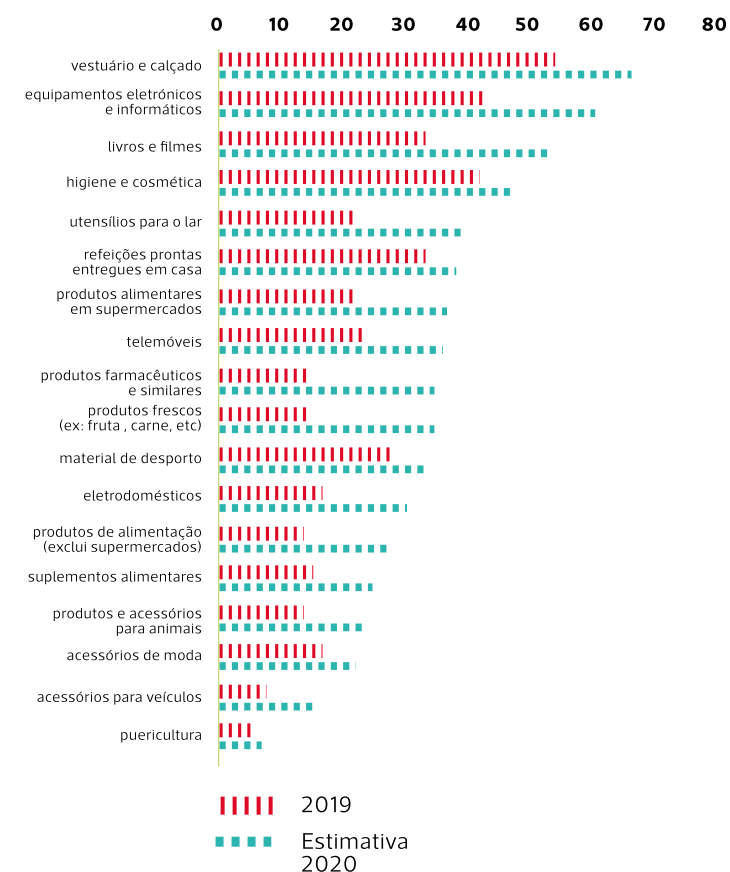 0 10 20 30 40 50 60 70 80
vestuário e calçado
equipamentos eletrónicos
e informáticos
livros e filmes
higiene e cosmética
utensílios para o lar
refeições prontas
entregues em casa
produtos alimentares
em supermercados
telemóveis
produtos farmacêuticos
e similares
produtos frescos
(ex: fruta , carne, etc)
material de desporto
eletrodomésticos
produtos de alimentação
(exclui supermercados)
suplementos alimentares
produtos e acessórios
para animais
acessórios de moda
acessórios para veículos
puericultura
2019
Estimativa
2020